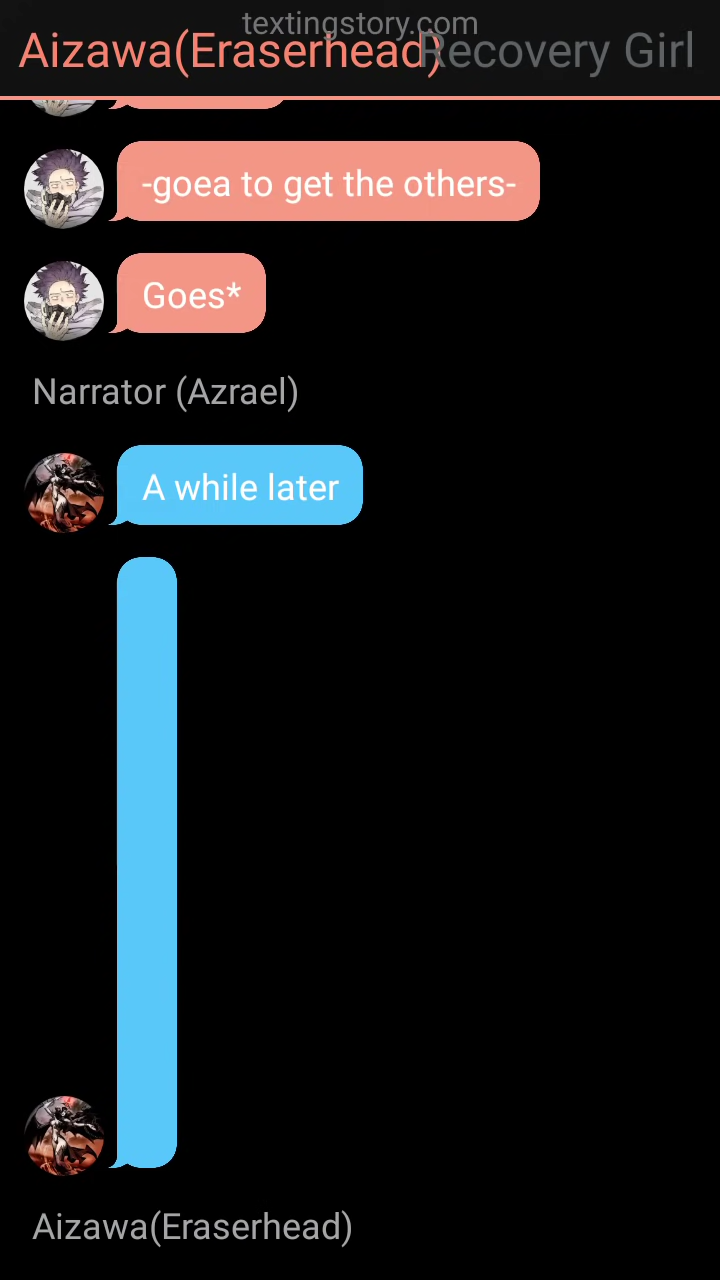 textingstory.com
Aizawa(Eraserhead)
Recovery Girl
-goea to get the others-
Goes*
Narrator (Azrael)
A while later
Aizawa(Eraserhead)